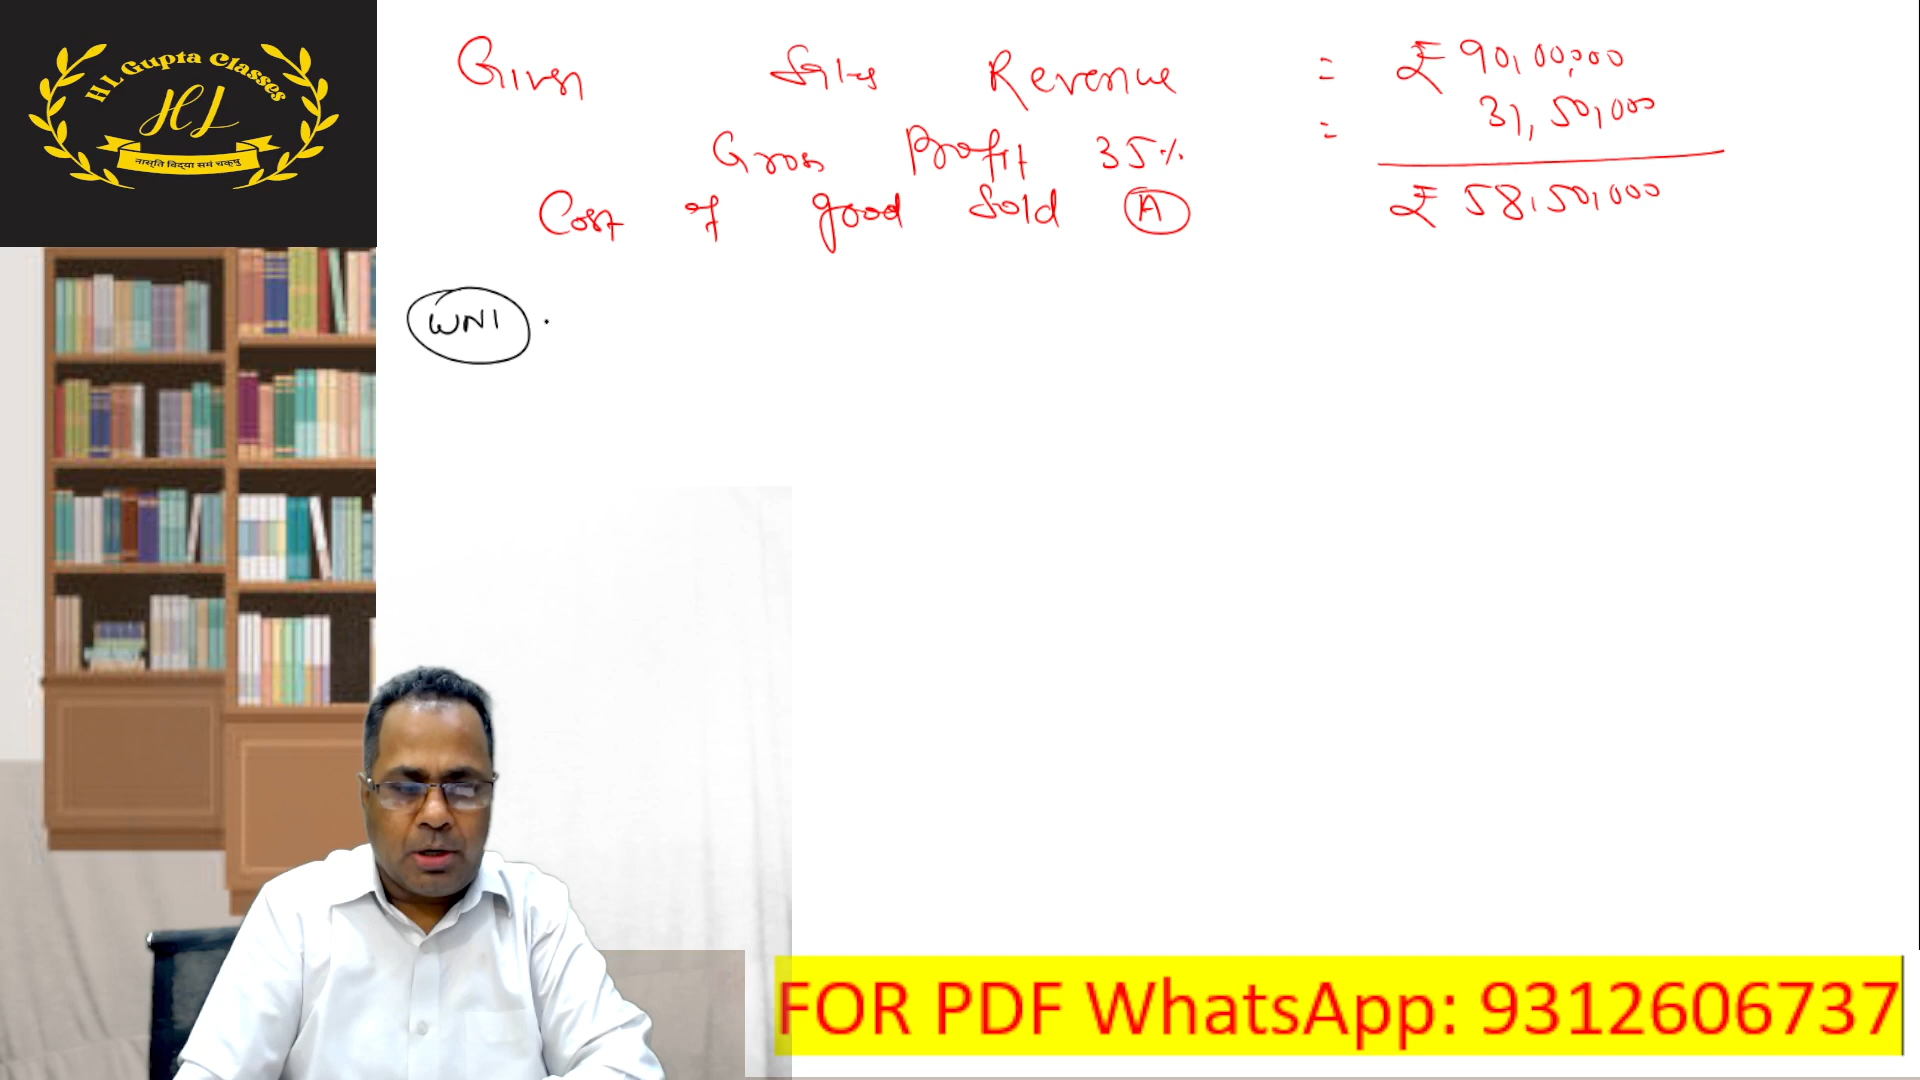 HL Gupta Classes
HL
नास्ति विद्या समं चक्षु
Given Sales Revenue = ₹ 90,00,000
Gross Profit 35% = 31,50,000
Cost of good Sold A ₹ 58,50,000
WN1
FOR PDF WhatsApp: 9312606737